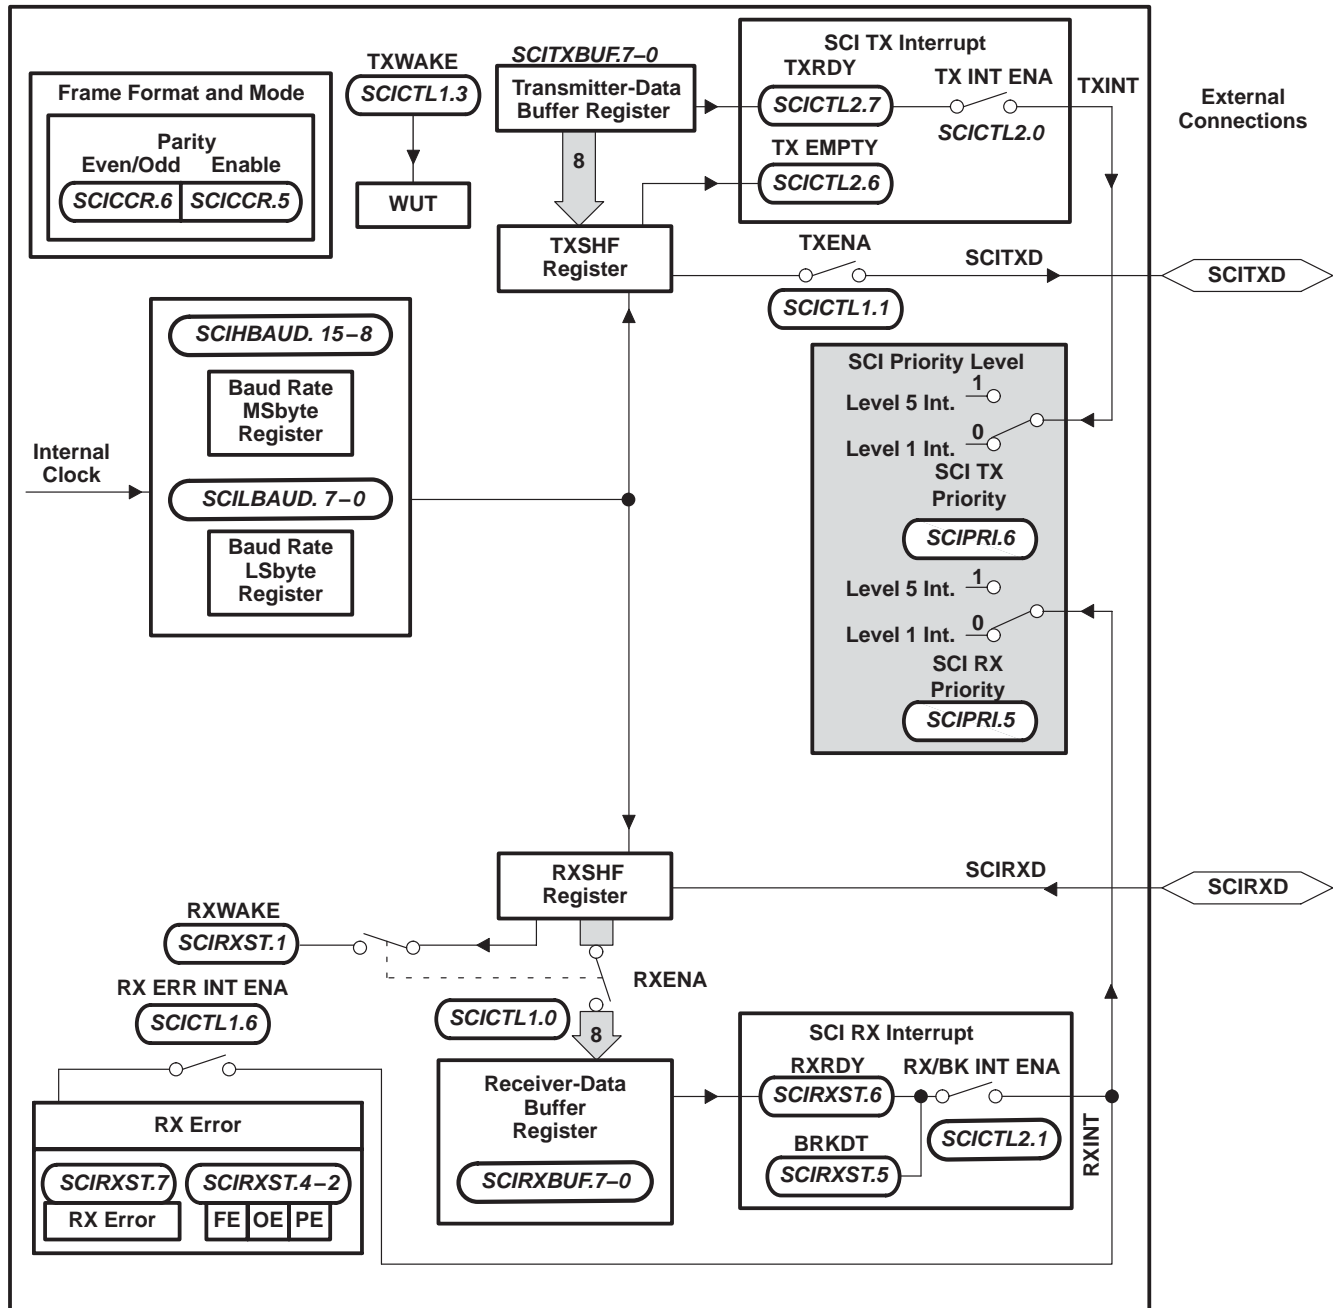 Frame Format and Mode
Parity
Even/Odd Enable
SCICCR.6 SCICCR.5
TXWAKE
SCICTL1.3
WUT
SCITXBUF.7–0
Transmitter-Data
Buffer Register
8
TXSHF
Register
SCI TX Interrupt
TXRDY
SCICTL2.7
TX INT ENA
SCICTL2.0
TX EMPTY
SCICTL2.6
TXINT
External
Connections
TXENA
SCICTL1.1
SCITXD
SCITXD
SCIHBAUD. 15–8
Baud Rate
MSbyte
Register
Internal
Clock
SCILBAUD. 7–0
Baud Rate
LSbyte
Register
SCI Priority Level
1
Level 5 Int.
0
Level 1 Int.
SCI TX
Priority
SCIPRI.6
1
Level 5 Int.
0
Level 1 Int.
SCI RX
Priority
SCIPRI.5
RXSHF
Register
SCIRXD
SCIRXD
RXWAKE
SCIRXST.1
RXENA
RX ERR INT ENA
SCICTL1.6
SCICTL1.0
8
Receiver-Data
Buffer
Register
SCIRXBUF.7–0
SCI RX Interrupt
RXRDY
SCIRXST.6
RX/BK INT ENA
SCICTL2.1
BRKDT
SCIRXST.5
RXINT
RX Error
SCIRXST.7 SCIRXST.4–2
RX Error FE OE PE